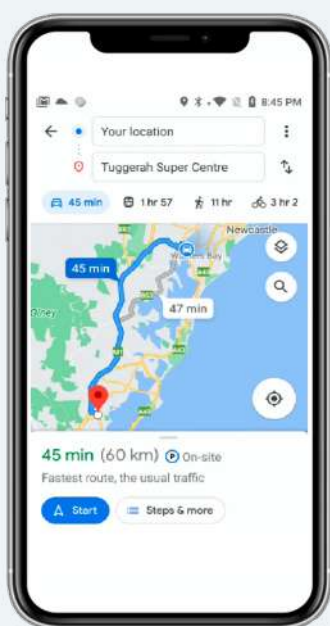 8:45 PM
Your location
Tuggerah Super Centre
45 min 1 hr 57 11 hr 3 hr 2
Newcastle
45 min
47 min
45 min (60 km) P On-site
Fastest route, the usual traffic
Start Steps & more